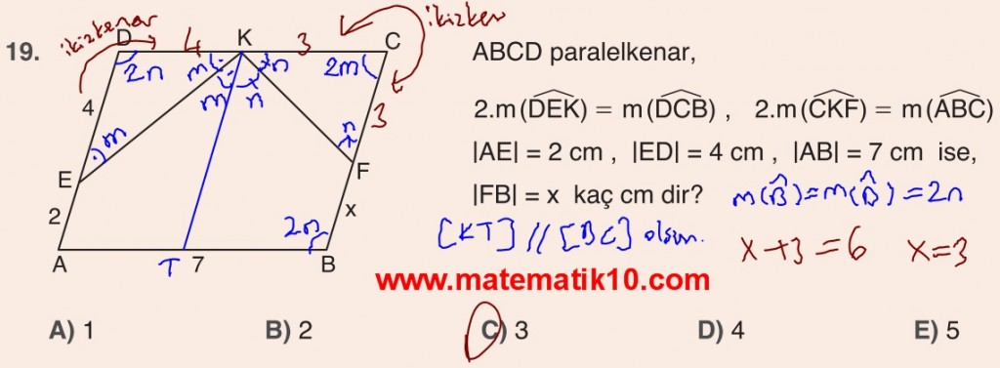 ikizkenar
ikizken
19.
D 4 K 3 C
2n m n 2m
m n
4 3
m n
E F
2 x
2n
A T 7 B
ABCD paralelkenar,
2.m(DEK) = m(DCB) , 2.m(CKF) = m(ABC)
|AE| = 2 cm , |ED| = 4 cm , |AB| = 7 cm ise,
|FB| = x kaç cm dir? m(B̂)=m(D̂)=2n
[KT] // [BC] olsun. x+3=6 x=3
www.matematik10.com
A) 1 B) 2 C) 3 D) 4 E) 5